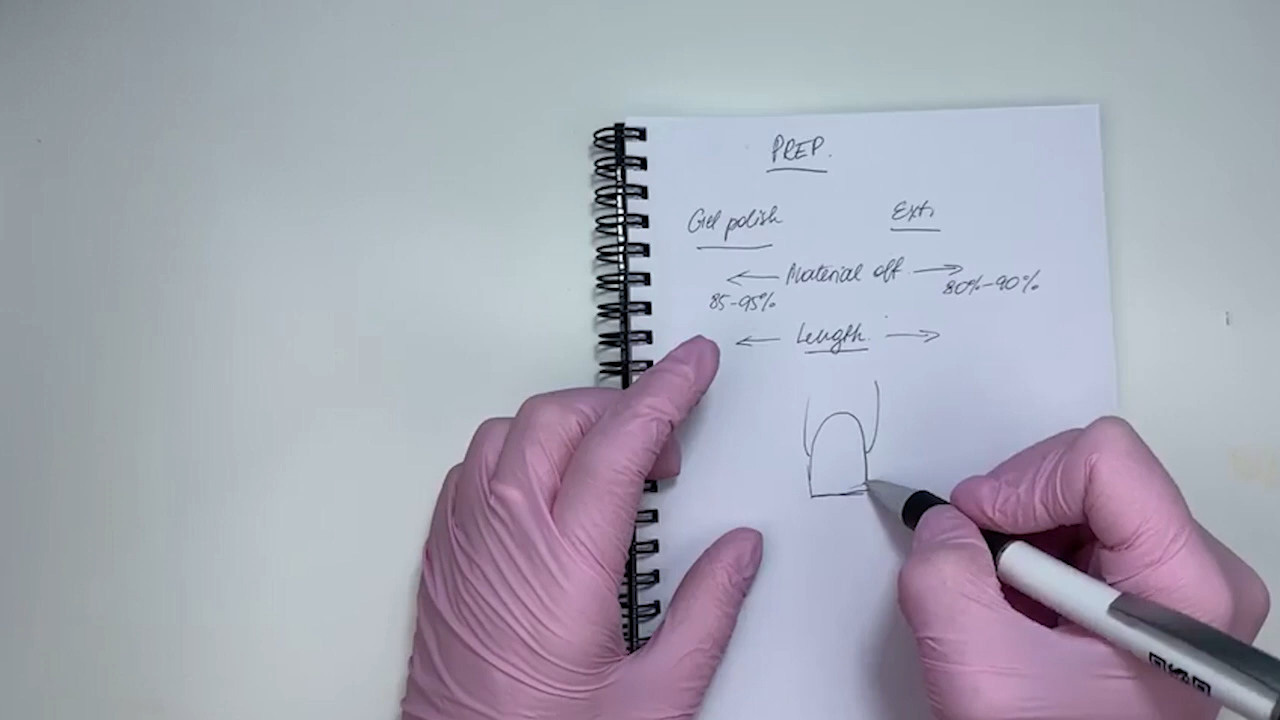 PREP.
Gel polish Ext,
← Material off →
85-95% 80%-90%
← Length. →